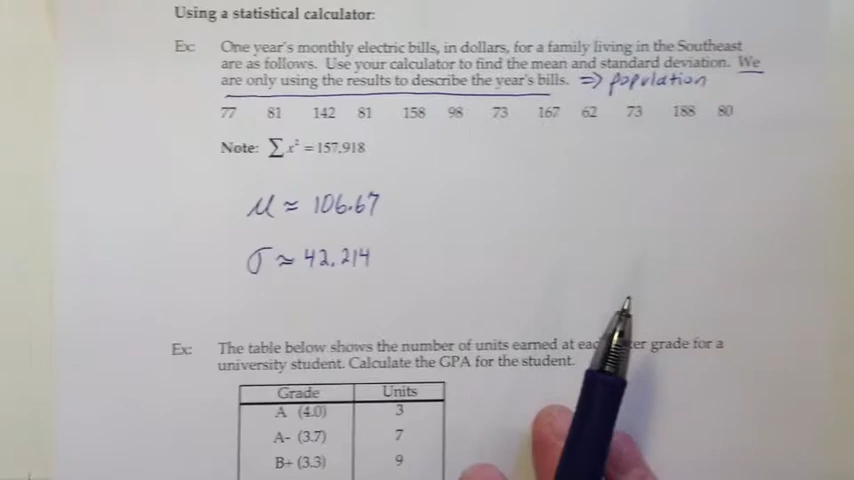 Using a statistical calculator:
Ex: One year's monthly electric bills, in dollars, for a family living in the Southeast
are as follows. Use your calculator to find the mean and standard deviation. We
are only using the results to describe the year's bills. ⇒ population
77 81 142 81 158 98 73 167 62 73 188 80
Note: ∑x² = 157,918
μ ≈ 106.67
σ ≈ 42.214
Ex: The table below shows the number of units earned at grade for a
university student. Calculate the GPA for the student.
Grade Units
A (4.0) 3
A- (3.7) 7
B+ (3.3) 9